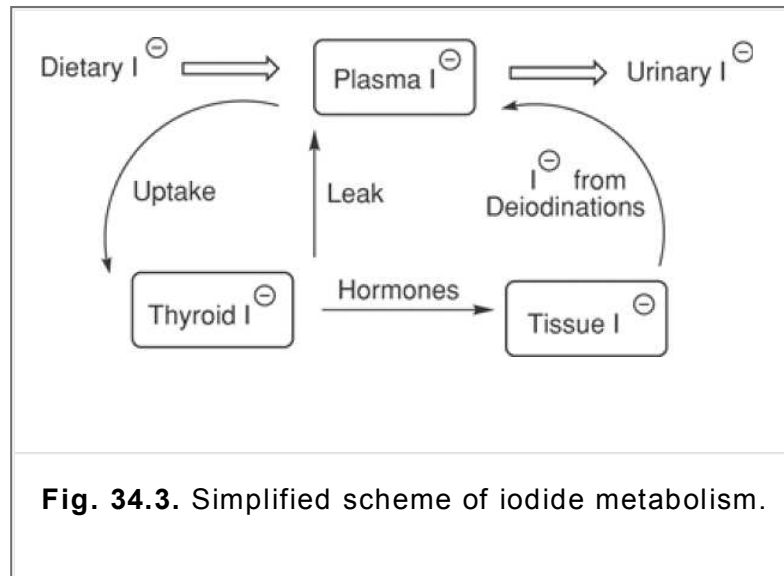 Dietary I⊖
Plasma I⊖
Urinary I⊖
Uptake
Leak
I⊖ from
Deiodinations
Hormones
Thyroid I⊖
Tissue I⊖
Fig. 34.3. Simplified scheme of iodide metabolism.